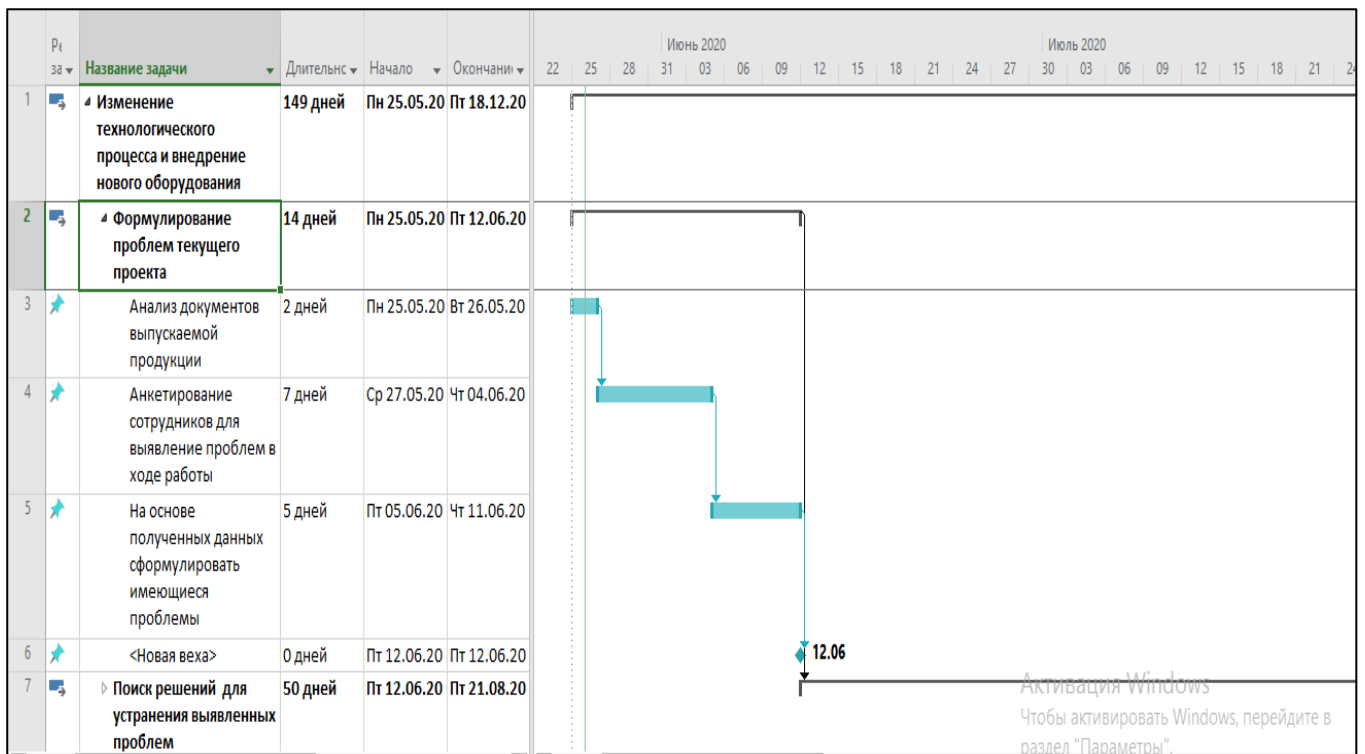 Июнь 2020 Июль 2020
Ре
за Название задачи Длительнс Начало Окончани 22 25 28 31 03 06 09 12 15 18 21 24 27 30 03 06 09 12 15 18 21 24
1 Изменение 149 дней Пн 25.05.20 Пт 18.12.20
технологического
процесса и внедрение
нового оборудования
2 Формулирование 14 дней Пн 25.05.20 Пт 12.06.20
проблем текущего
проекта
3 Анализ документов 2 дней Пн 25.05.20 Вт 26.05.20
выпускаемой
продукции
4 Анкетирование 7 дней Ср 27.05.20 Чт 04.06.20
сотрудников для
выявление проблем в
ходе работы
5 На основе 5 дней Пт 05.06.20 Чт 11.06.20
полученных данных
сформулировать
имеющиеся
проблемы
6 <Новая веха> 0 дней Пт 12.06.20 Пт 12.06.20 12.06
7 Поиск решений для 50 дней Пт 12.06.20 Пт 21.08.20
устранения выявленных
проблем
Активация Windows
Чтобы активировать Windows, перейдите в
раздел "Параметры".